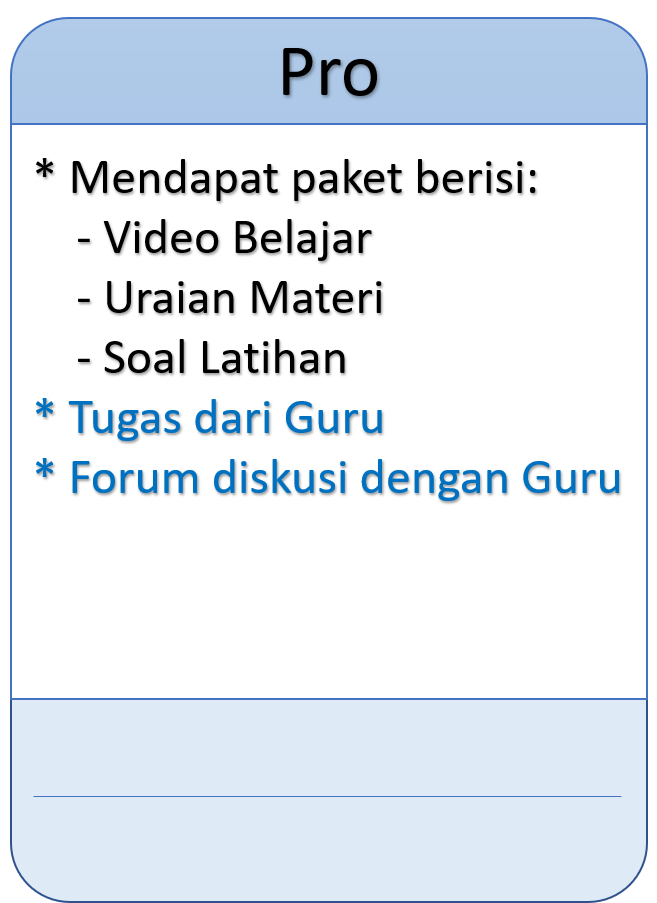 Pro
* Mendapat paket berisi:
- Video Belajar
- Uraian Materi
- Soal Latihan
* Tugas dari Guru
* Forum diskusi dengan Guru